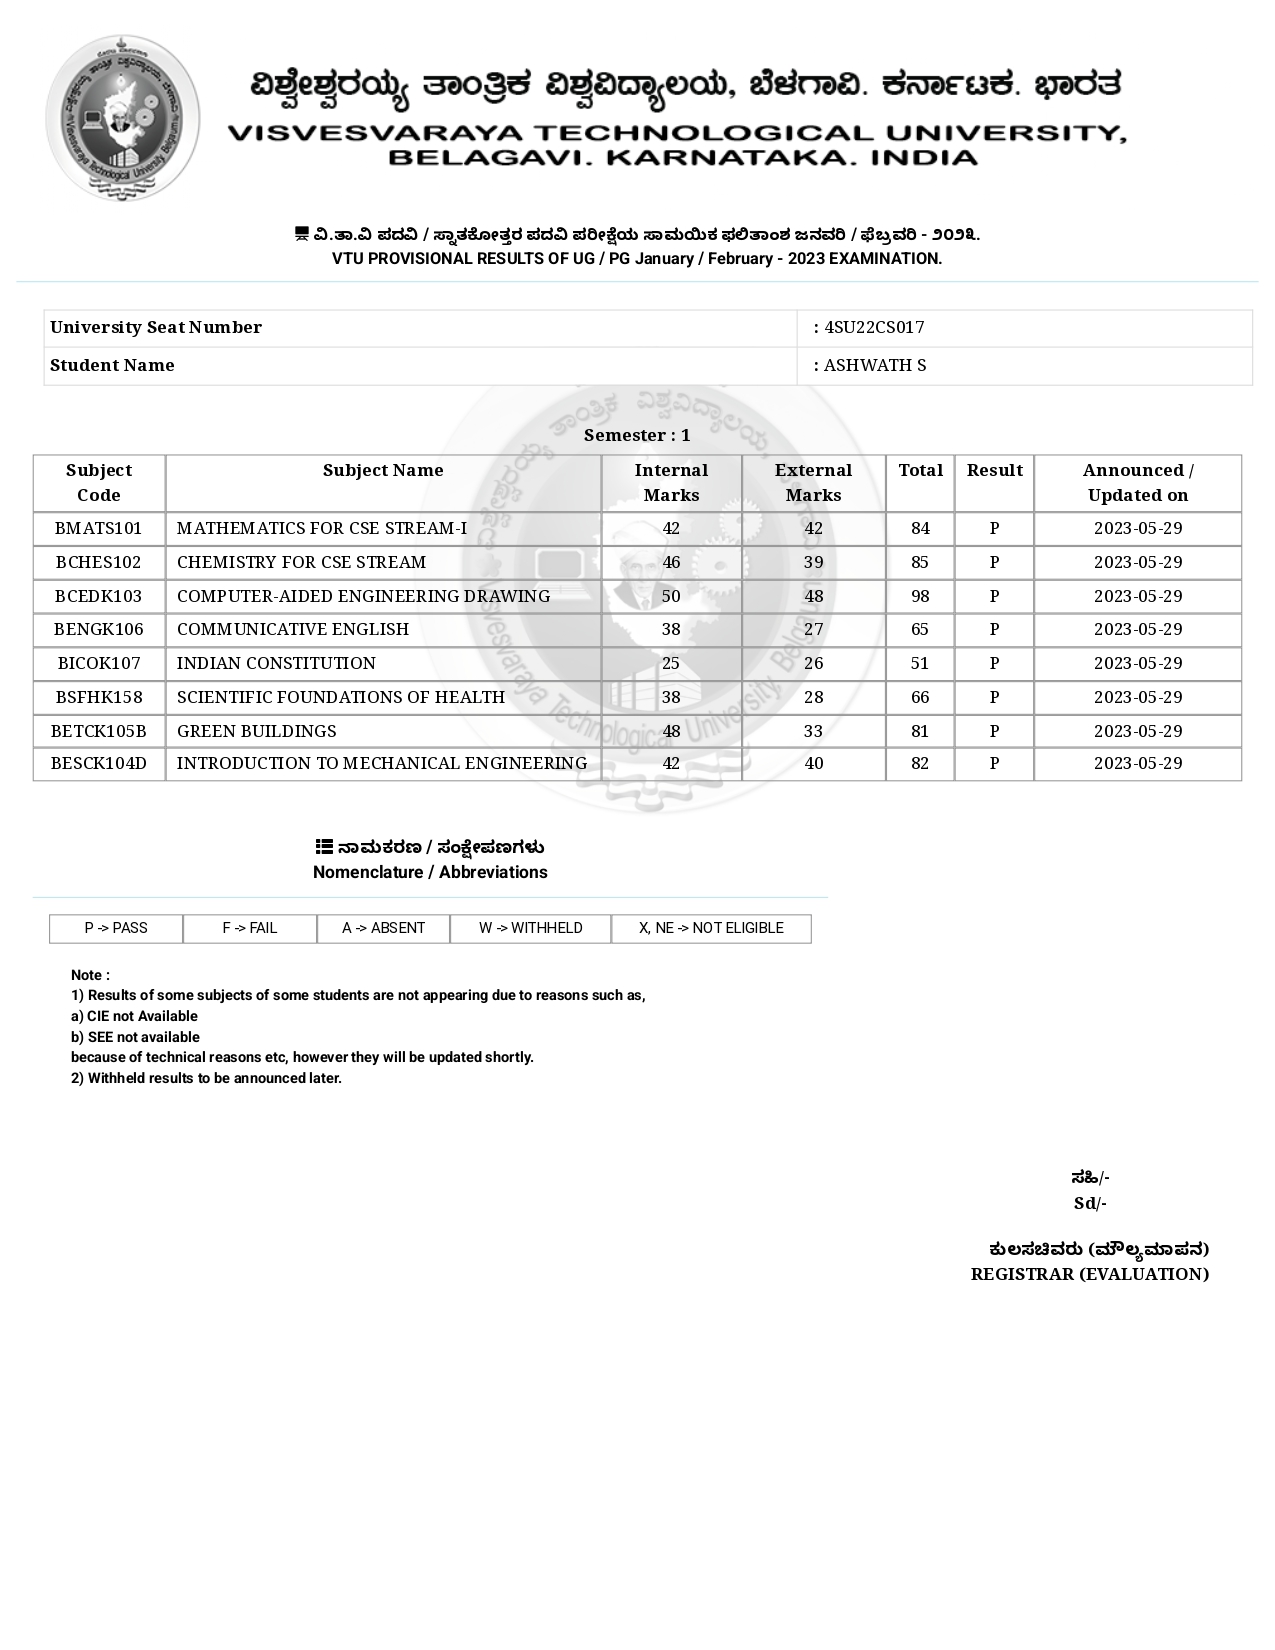 ವಿಶ್ವೇಶ್ವರಯ್ಯ ತಾಂತ್ರಿಕ ವಿಶ್ವವಿದ್ಯಾಲಯ, ಬೆಳಗಾವಿ. ಕರ್ನಾಟಕ. ಭಾರತ
VISVESVARAYA TECHNOLOGICAL UNIVERSITY,
BELAGAVI. KARNATAKA. INDIA
ವಿ.ತಾ.ವಿ ಪದವಿ / ಸ್ನಾತಕೋತ್ತರ ಪದವಿ ಪರೀಕ್ಷೆಯ ಸಾಮಯಿಕ ಫಲಿತಾಂಶ ಜನವರಿ / ಫೆಬ್ರವರಿ - ೨೦೨೩.
VTU PROVISIONAL RESULTS OF UG / PG January / February - 2023 EXAMINATION.
University Seat Number : 4SU22CS017
Student Name : ASHWATH S
Semester : 1
Subject Code Subject Name Internal Marks External Marks Total Result Announced / Updated on
BMATS101 MATHEMATICS FOR CSE STREAM-I 42 42 84 P 2023-05-29
BCHES102 CHEMISTRY FOR CSE STREAM 46 39 85 P 2023-05-29
BCEDK103 COMPUTER-AIDED ENGINEERING DRAWING 50 48 98 P 2023-05-29
BENGK106 COMMUNICATIVE ENGLISH 38 27 65 P 2023-05-29
BICOK107 INDIAN CONSTITUTION 25 26 51 P 2023-05-29
BSFHK158 SCIENTIFIC FOUNDATIONS OF HEALTH 38 28 66 P 2023-05-29
BETCK105B GREEN BUILDINGS 48 33 81 P 2023-05-29
BESCK104D INTRODUCTION TO MECHANICAL ENGINEERING 42 40 82 P 2023-05-29
ನಾಮಕರಣ / ಸಂಕ್ಷೇಪಣಗಳು
Nomenclature / Abbreviations
P -> PASS F -> FAIL A -> ABSENT W -> WITHHELD X, NE -> NOT ELIGIBLE
Note :
1) Results of some subjects of some students are not appearing due to reasons such as,
a) CIE not Available
b) SEE not available
because of technical reasons etc, however they will be updated shortly.
2) Withheld results to be announced later.
ಸಹಿ/-
Sd/-
ಕುಲಸಚಿವರು (ಮೌಲ್ಯಮಾಪನ)
REGISTRAR (EVALUATION)